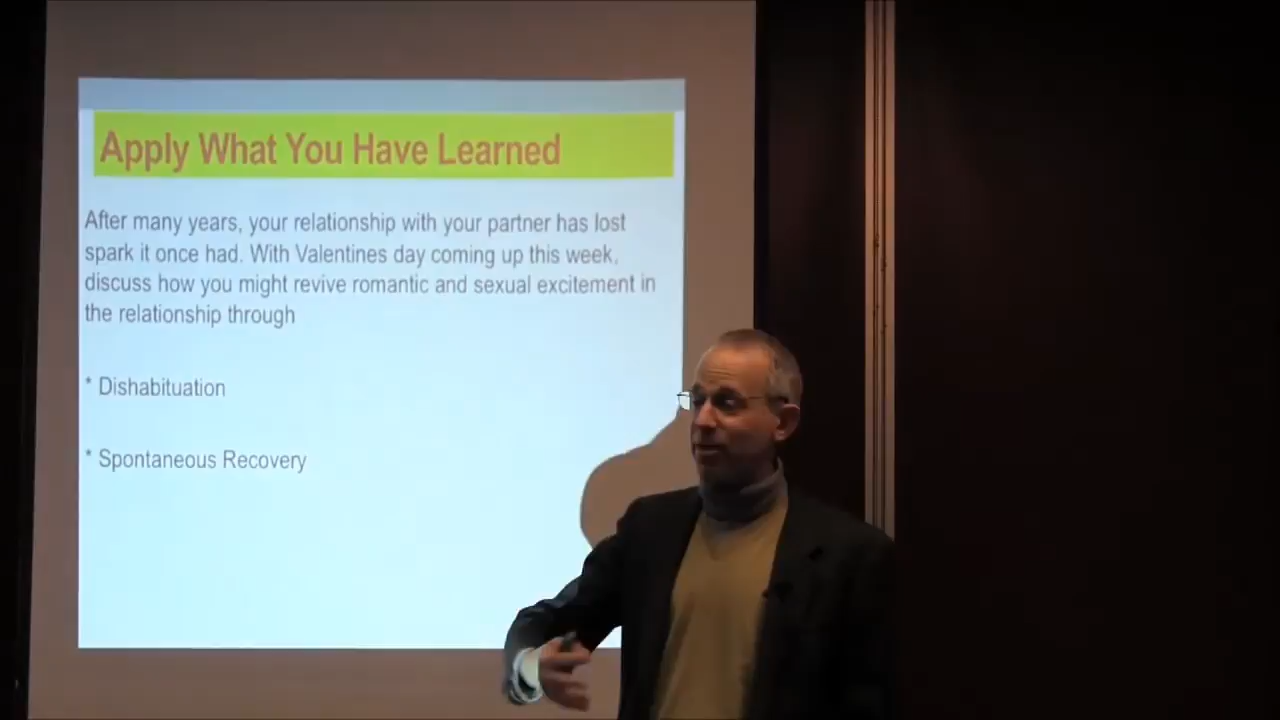 Apply What You Have Learned
After many years, your relationship with your partner has lost
spark it once had. With Valentines day coming up this week,
discuss how you might revive romantic and sexual excitement in
the relationship through
* Dishabituation
* Spontaneous Recovery